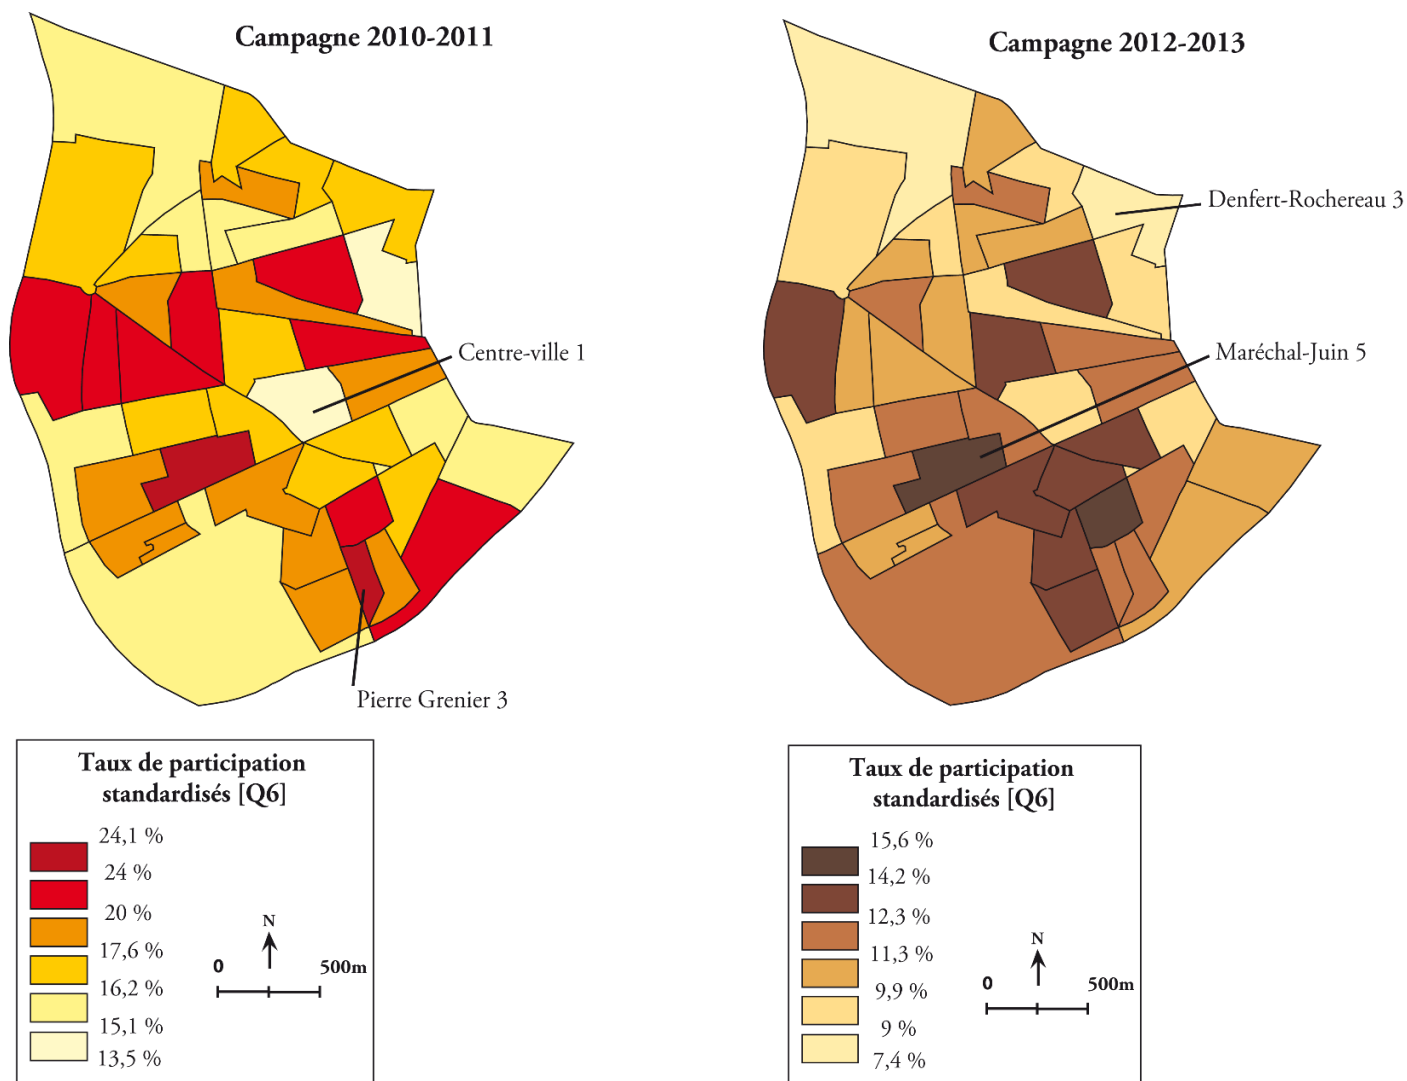 Campagne 2010-2011
Centre-ville 1
Pierre Grenier 3
Taux de participation
standardisés [Q6]
24,1 %
24 %
20 %
17,6 %
16,2 %
15,1 %
13,5 %
N
0 500m
Campagne 2012-2013
Denfert-Rochereau 3
Maréchal-Juin 5
Taux de participation
standardisés [Q6]
15,6 %
14,2 %
12,3 %
11,3 %
9,9 %
9 %
7,4 %
N
0 500m